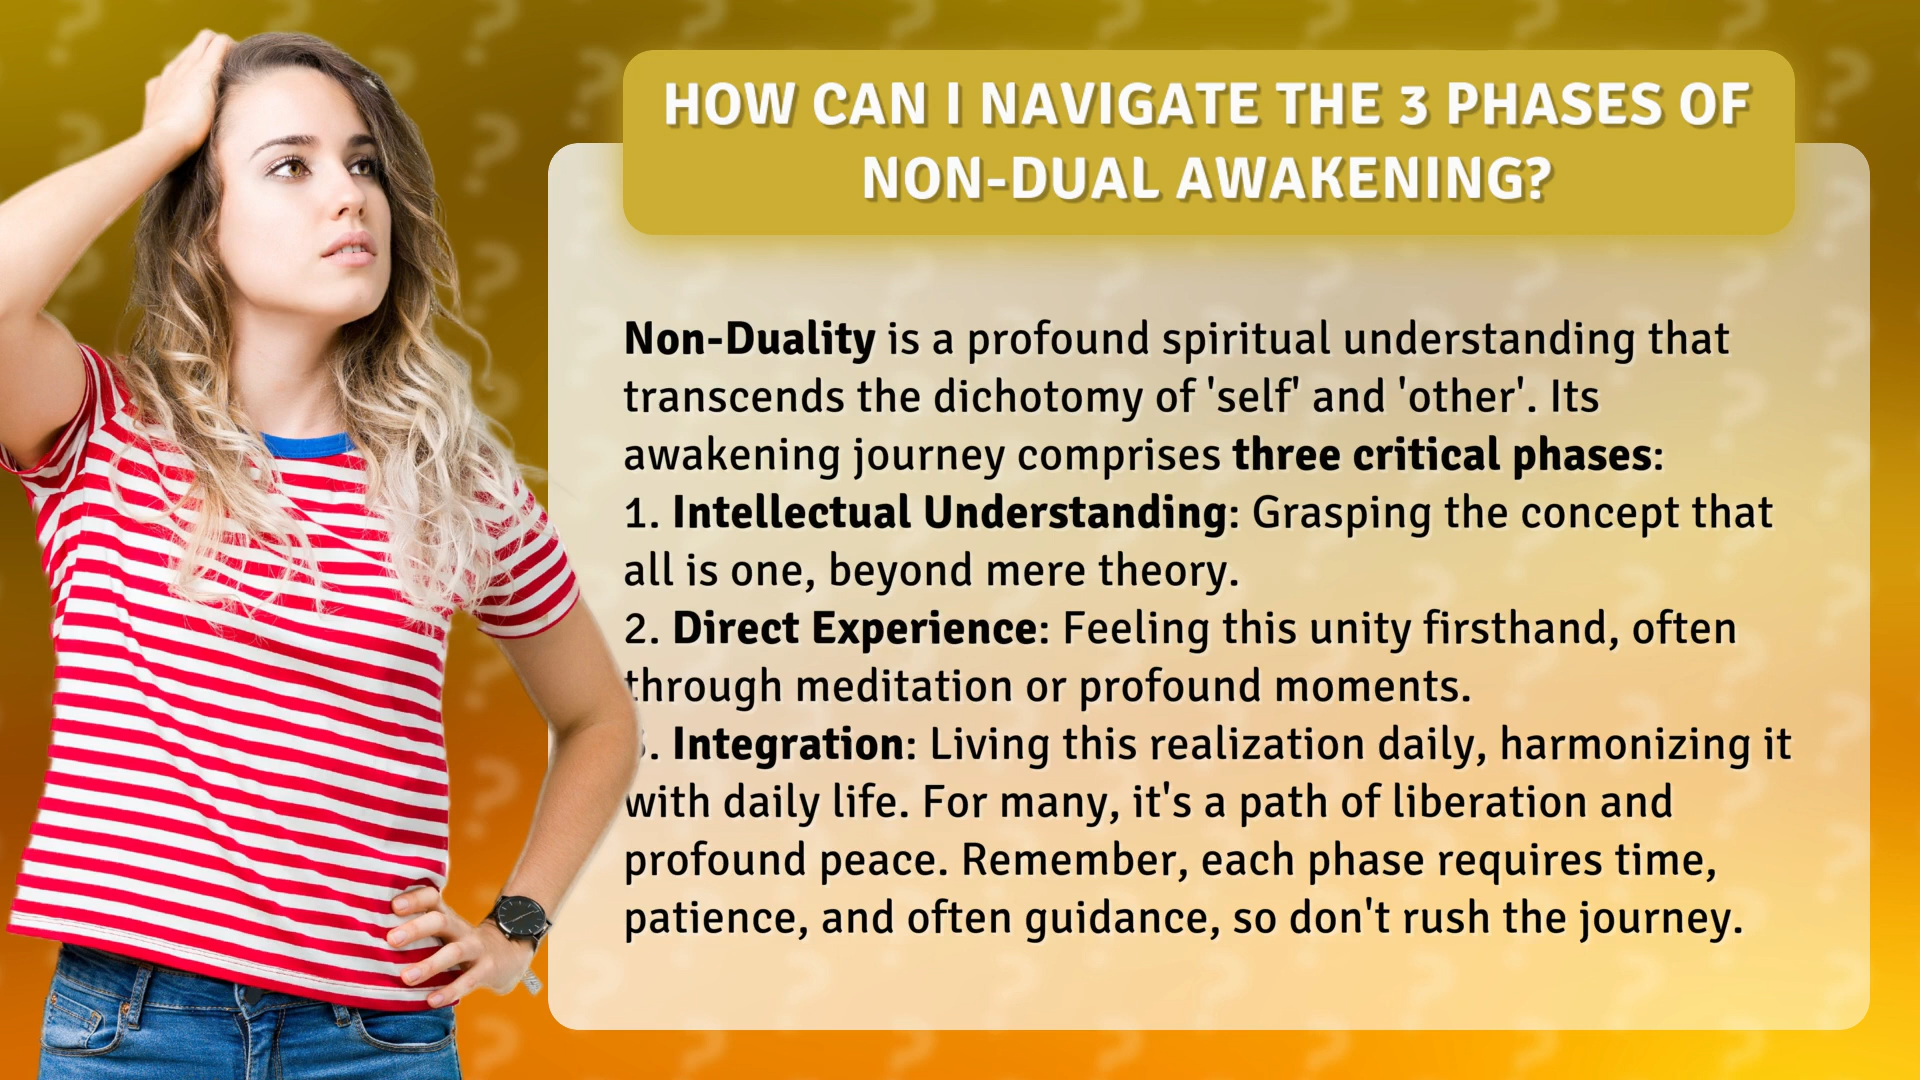 HOW CAN I NAVIGATE THE 3 PHASES OF
NON-DUAL AWAKENING?
Non-Duality is a profound spiritual understanding that
transcends the dichotomy of 'self' and 'other'. Its
awakening journey comprises three critical phases:
1. Intellectual Understanding: Grasping the concept that
all is one, beyond mere theory.
2. Direct Experience: Feeling this unity firsthand, often
through meditation or profound moments.
3. Integration: Living this realization daily, harmonizing it
with daily life. For many, it's a path of liberation and
profound peace. Remember, each phase requires time,
patience, and often guidance, so don't rush the journey.